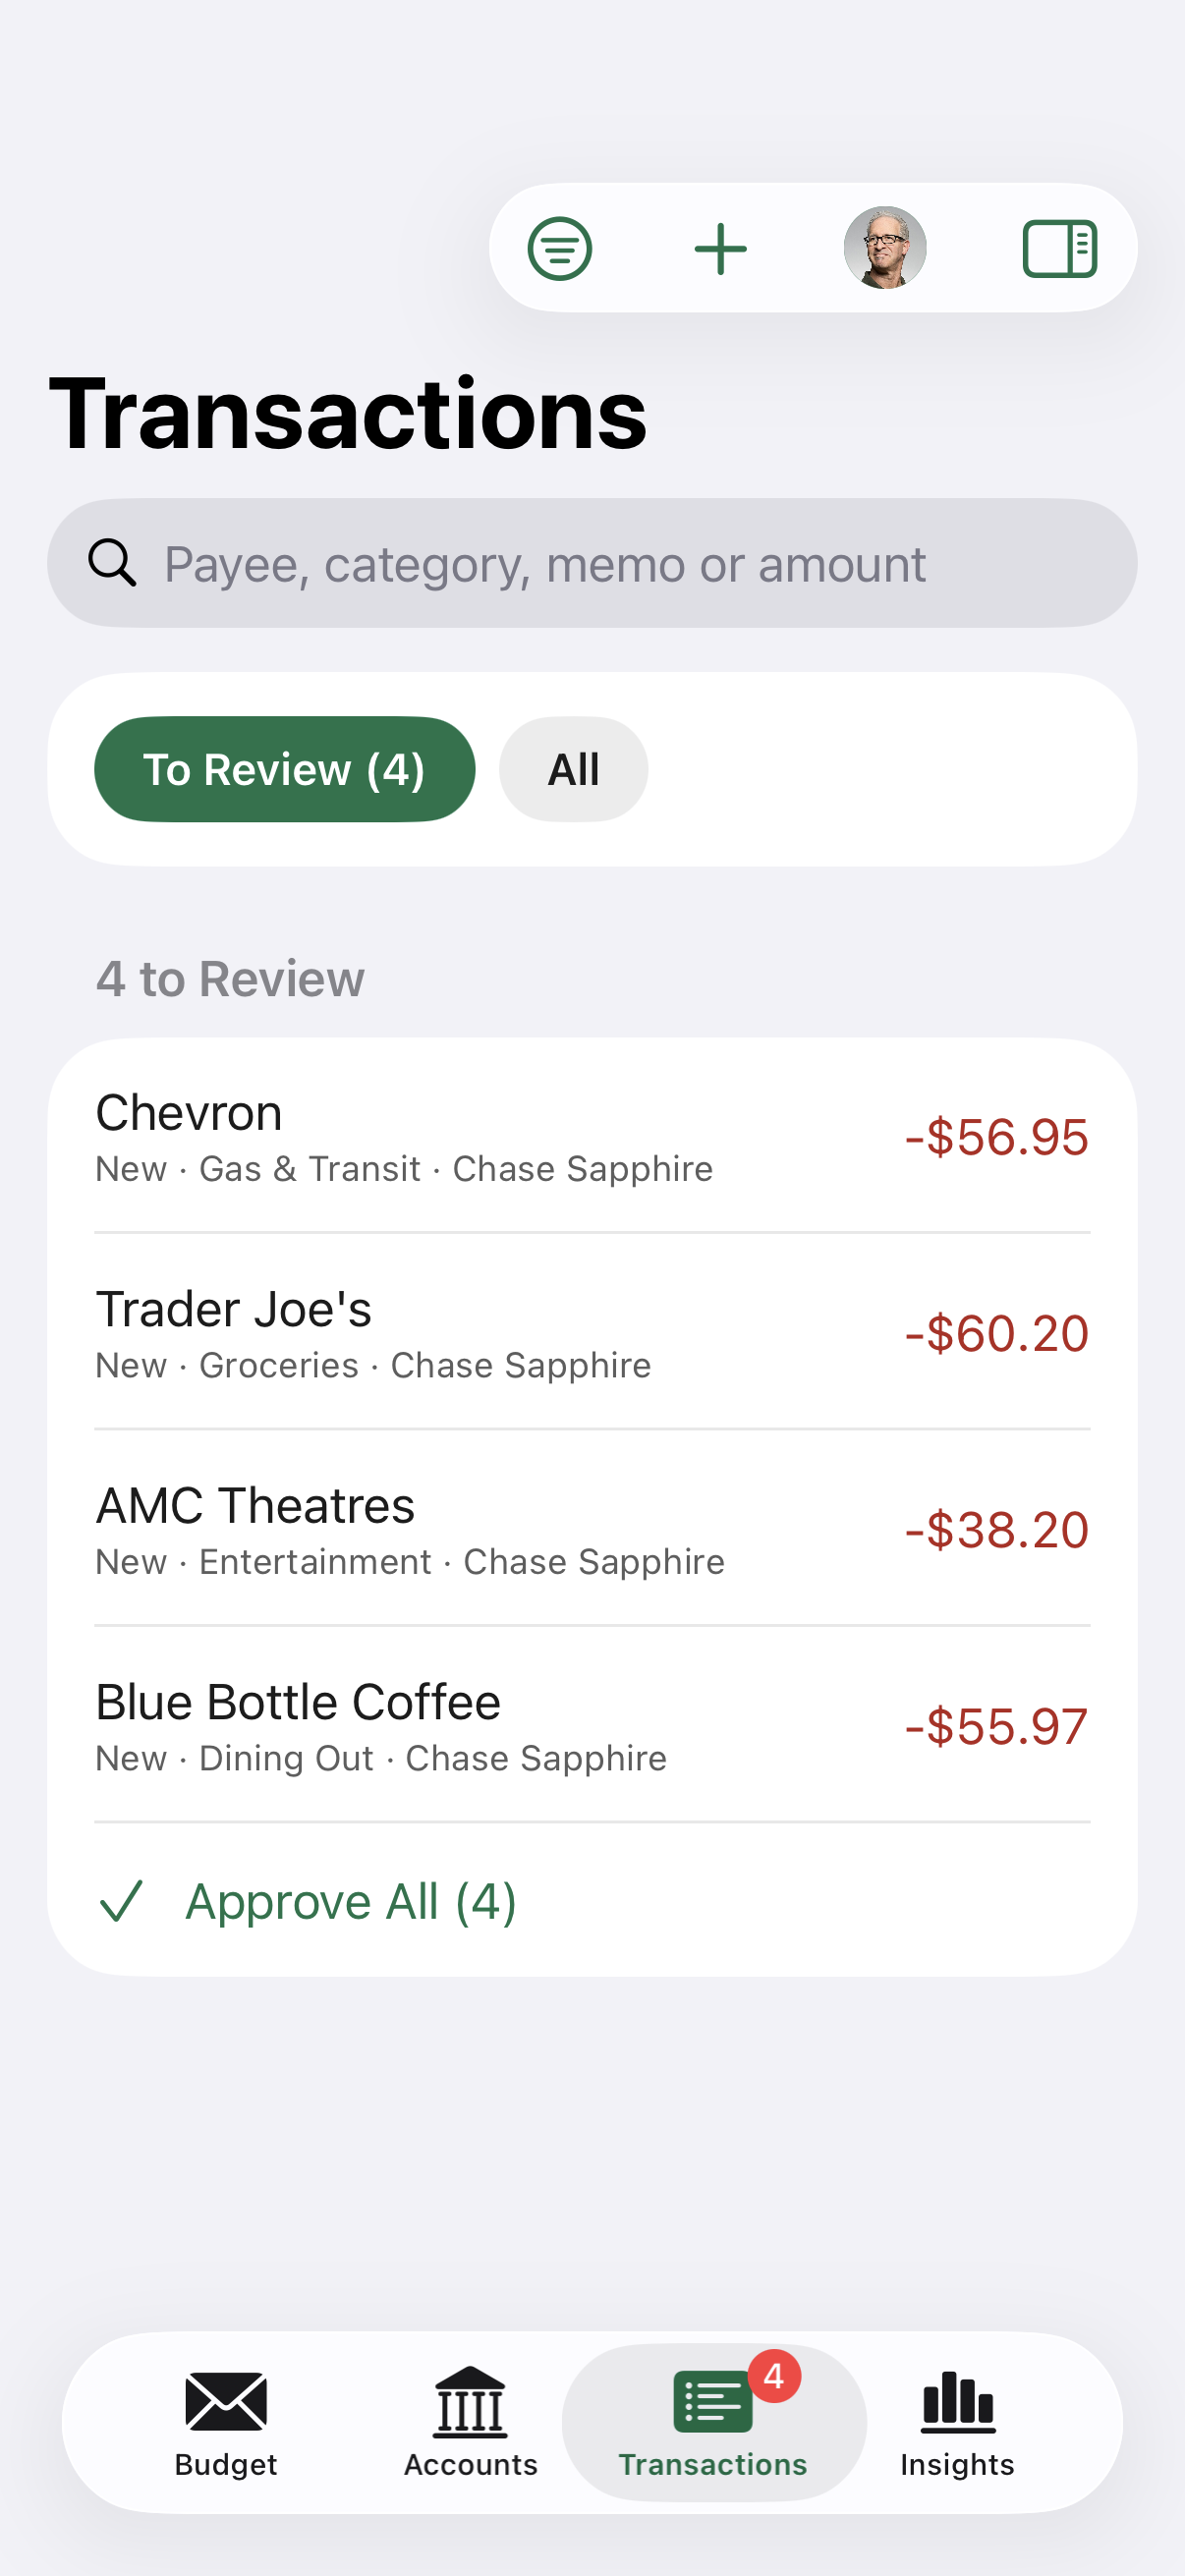 Transactions
Payee, category, memo or amount
To Review (4)
All
4 to Review
Chevron
New · Gas & Transit · Chase Sapphire
-$56.95
Trader Joe's
New · Groceries · Chase Sapphire
-$60.20
AMC Theatres
New · Entertainment · Chase Sapphire
-$38.20
Blue Bottle Coffee
New · Dining Out · Chase Sapphire
-$55.97
Approve All (4)
4
Budget
Accounts
Transactions
Insights